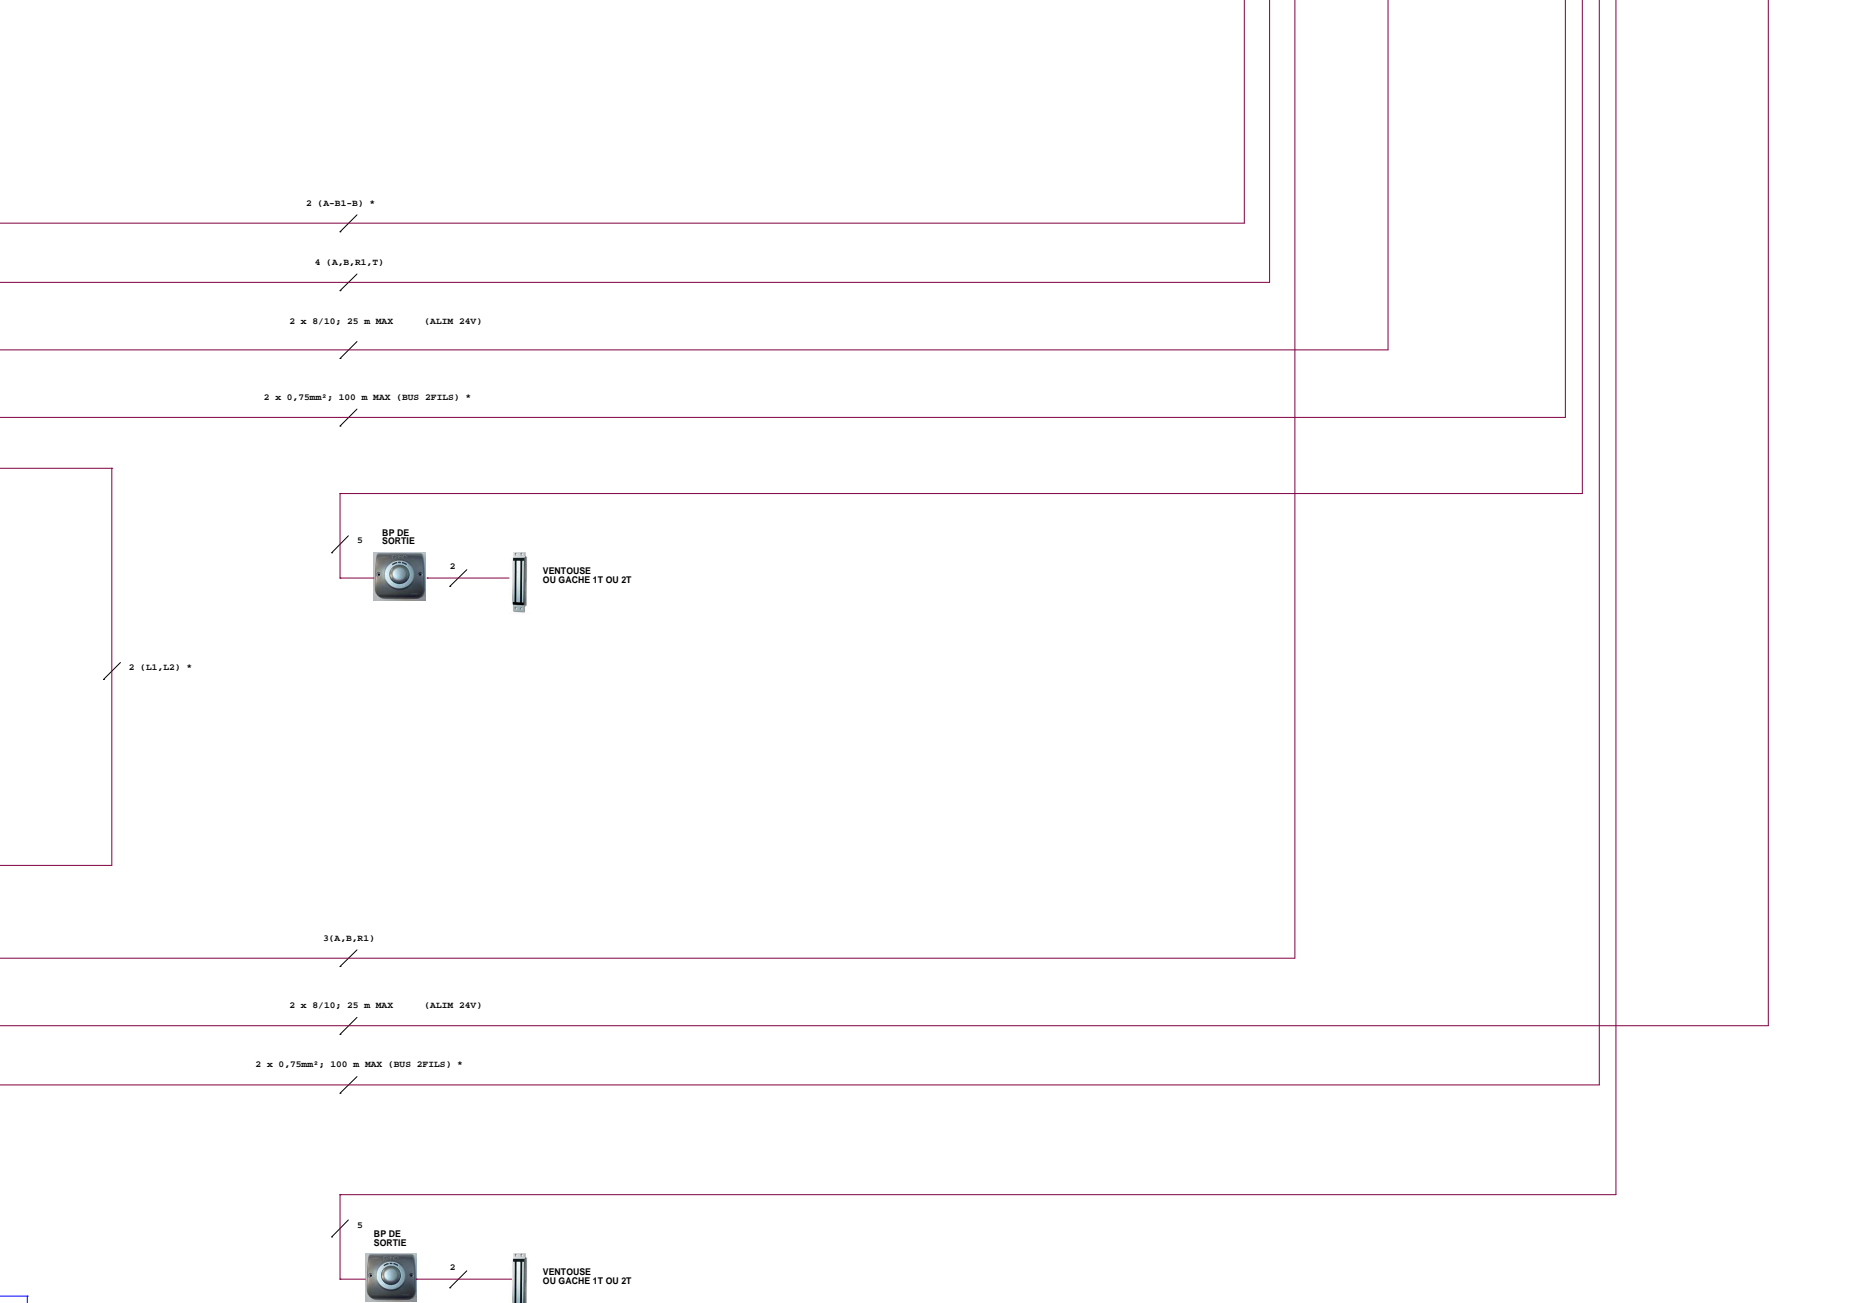 2 (A-B1-B) *
4 (A,B,R1,T)
2 x 8/10; 25 m MAX (ALIM 24V)
2 x 0,75mm²; 100 m MAX (BUS 2FILS) *
5
BP DE
SORTIE
2
VENTOUSE
OU GACHE 1T OU 2T
2 (L1,L2) *
3(A,B,R1)
2 x 8/10; 25 m MAX (ALIM 24V)
2 x 0,75mm²; 100 m MAX (BUS 2FILS) *
5
BP DE
SORTIE
2
VENTOUSE
OU GACHE 1T OU 2T